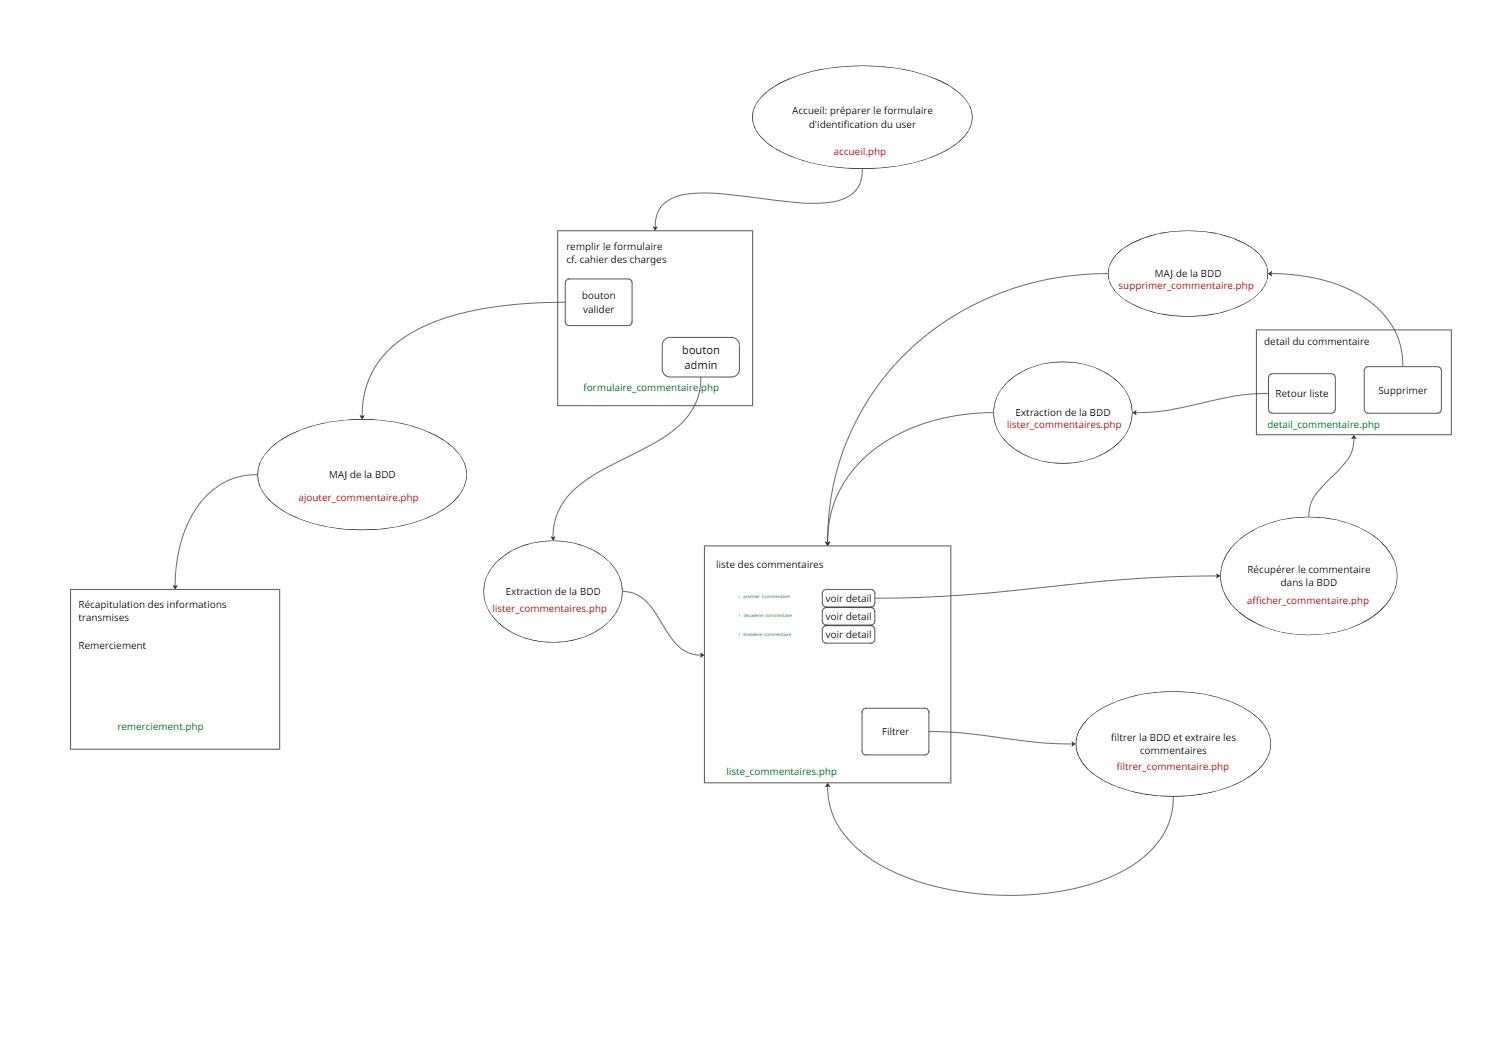 Accueil: préparer le formulaire
d'identification du user
accueil.php
remplir le formulaire
cf. cahier des charges
bouton
valider
bouton
admin
formulaire_commentaire.php
MAJ de la BDD
supprimer_commentaire.php
detail du commentaire
Retour liste
Supprimer
detail_commentaire.php
Extraction de la BDD
lister_commentaires.php
MAJ de la BDD
ajouter_commentaire.php
Extraction de la BDD
lister_commentaires.php
Récapitulation des informations
transmises
Remerciement
remerciement.php
liste des commentaires
• premier Commentaire
voir detail
• deuxième commentaire
voir detail
• troisième commentaire
voir detail
Filtrer
liste_commentaires.php
Récupérer le commentaire
dans la BDD
afficher_commentaire.php
filtrer la BDD et extraire les
commentaires
filtrer_commentaire.php